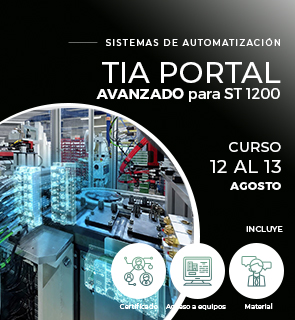 SISTEMAS DE AUTOMATIZACIÓN
TIA PORTAL
AVANZADO para ST 1200
CURSO
12 AL 13
AGOSTO
INCLUYE
Certificado
Acceso a equipos
Material